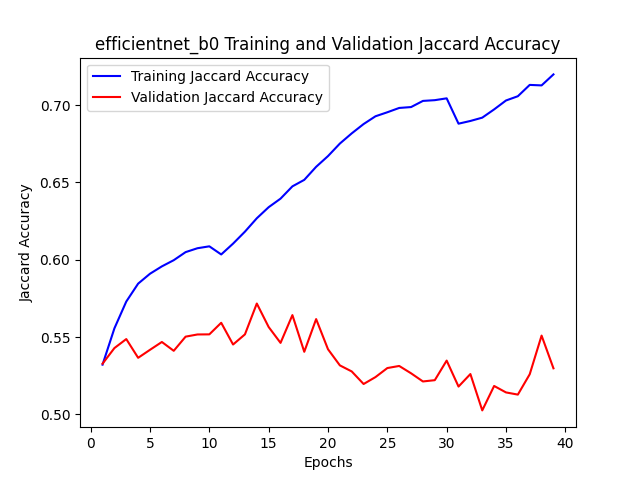 efficientnet_b0 Training and Validation Jaccard Accuracy
Training Jaccard Accuracy
Validation Jaccard Accuracy
Jaccard Accuracy
0.70
0.65
0.60
0.55
0.50
0 5 10 15 20 25 30 35 40
Epochs